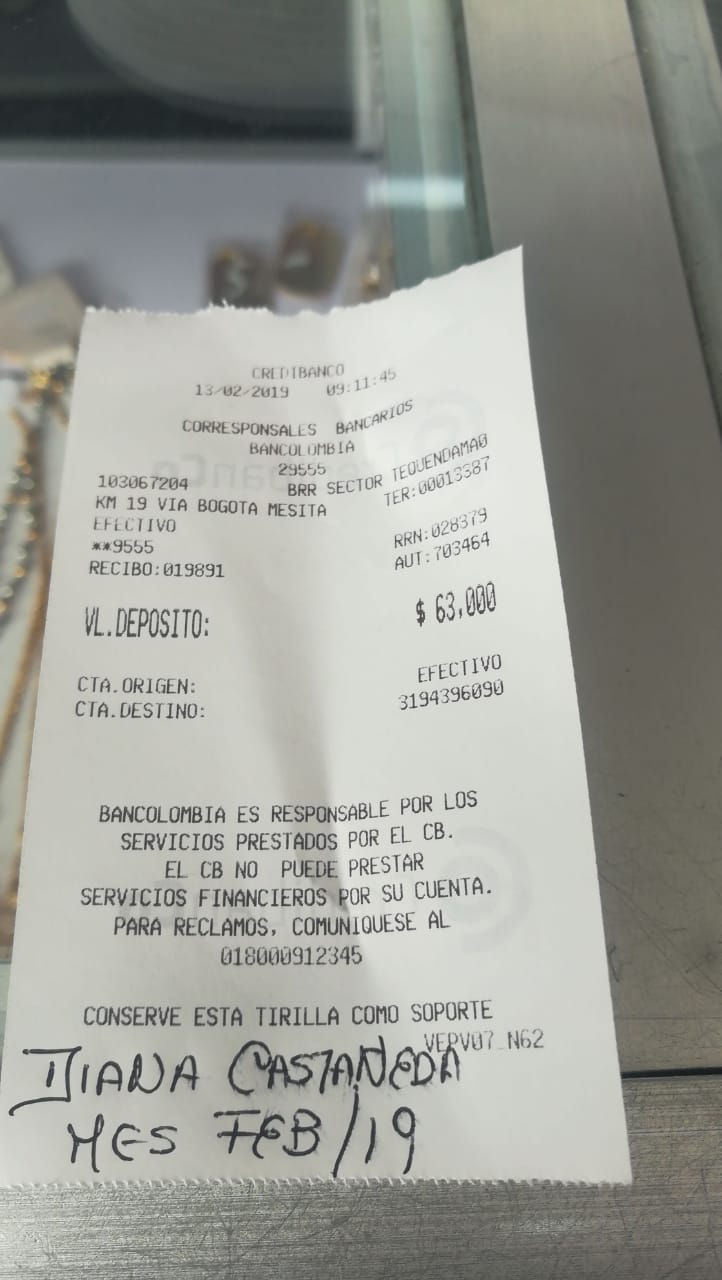 CREDIBANCO
13/02/2019 09:11:45
CORRESPONSALES BANCARIOS
BANCOLOMBIA
29555
103067204 BRR SECTOR TEQUENDAMA0
KM 19 VIA BOGOTA MESITA TER:00013387
EFECTIVO
**9555 RRN:028379
RECIBO:019891 AUT:703464
VL.DEPOSITO: $ 63,000
CTA.ORIGEN: EFECTIVO
CTA.DESTINO: 3194396090
BANCOLOMBIA ES RESPONSABLE POR LOS
SERVICIOS PRESTADOS POR EL CB.
EL CB NO PUEDE PRESTAR
SERVICIOS FINANCIEROS POR SU CUENTA.
PARA RECLAMOS, COMUNIQUESE AL
018000912345
CONSERVE ESTA TIRILLA COMO SOPORTE
VERV07_N62
DIANA CASTAÑEDA
MES FEB/19